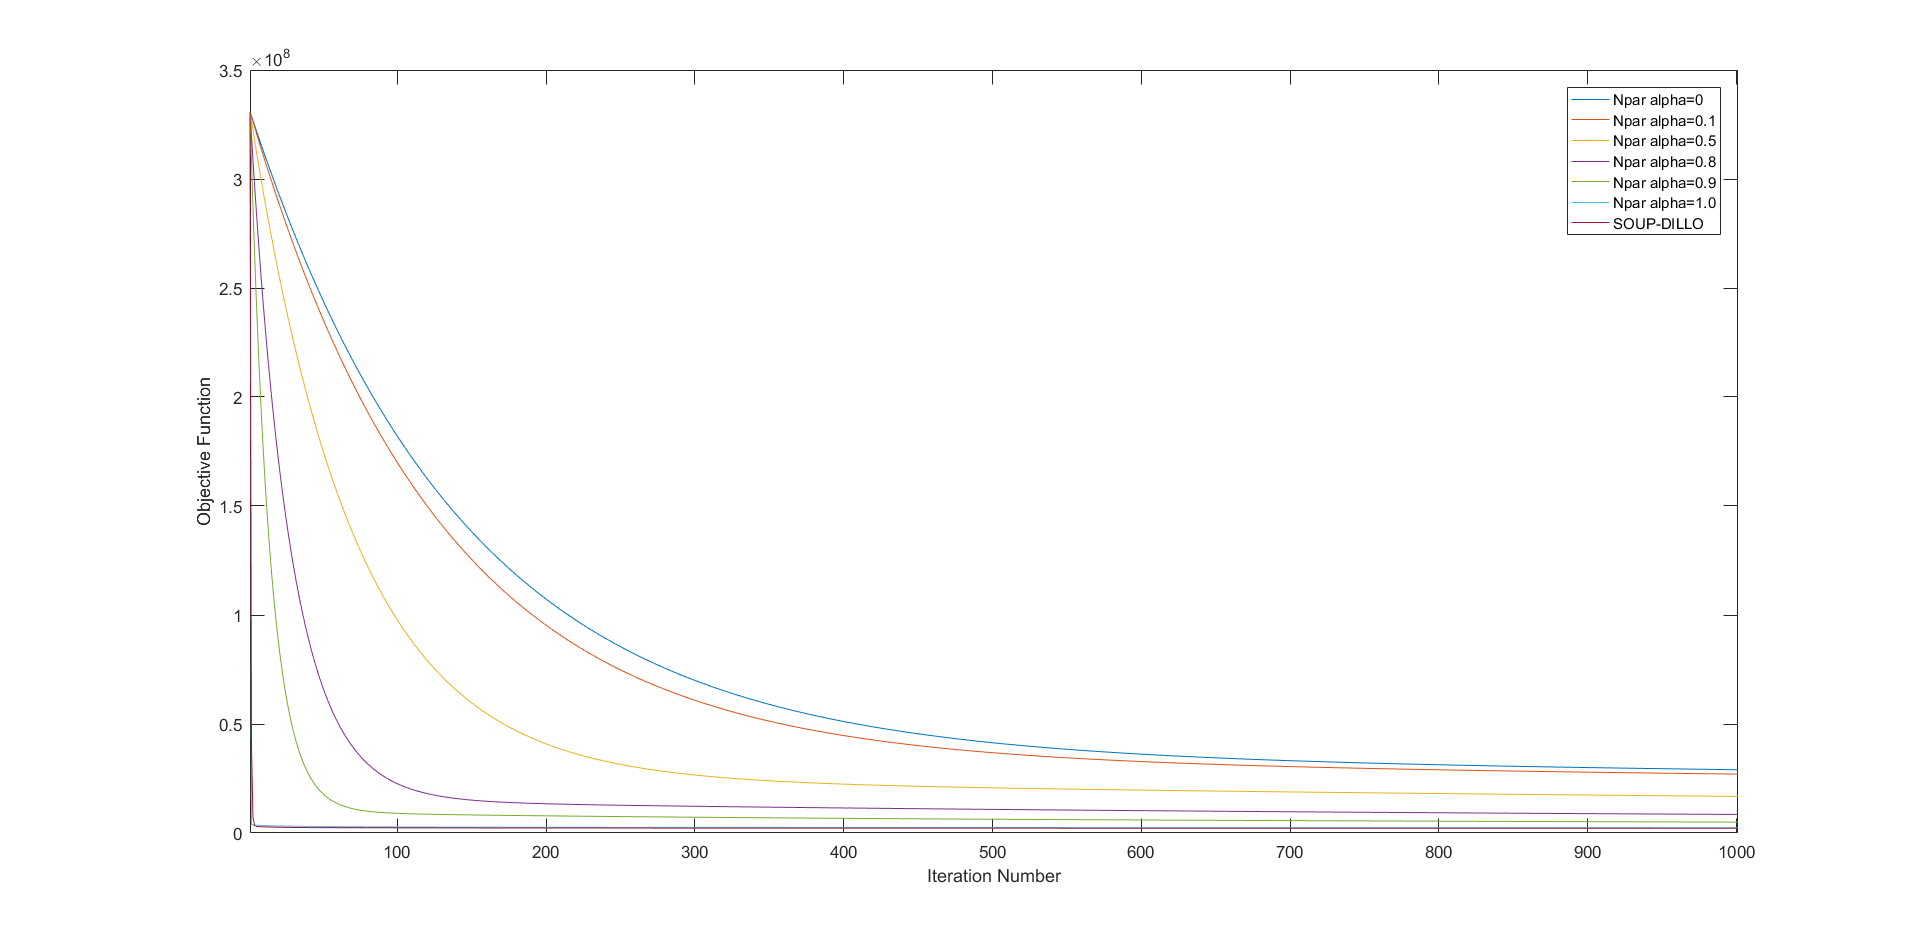 ×10^8
3.5
3
2.5
2
1.5
1
0.5
0
Objective Function
100 200 300 400 500 600 700 800 900 1000
Iteration Number
Npar alpha=0
Npar alpha=0.1
Npar alpha=0.5
Npar alpha=0.8
Npar alpha=0.9
Npar alpha=1.0
SOUP-DILLO